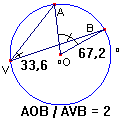 A
B
67,2 °
°O
V
33,6
AOB / AVB = 2